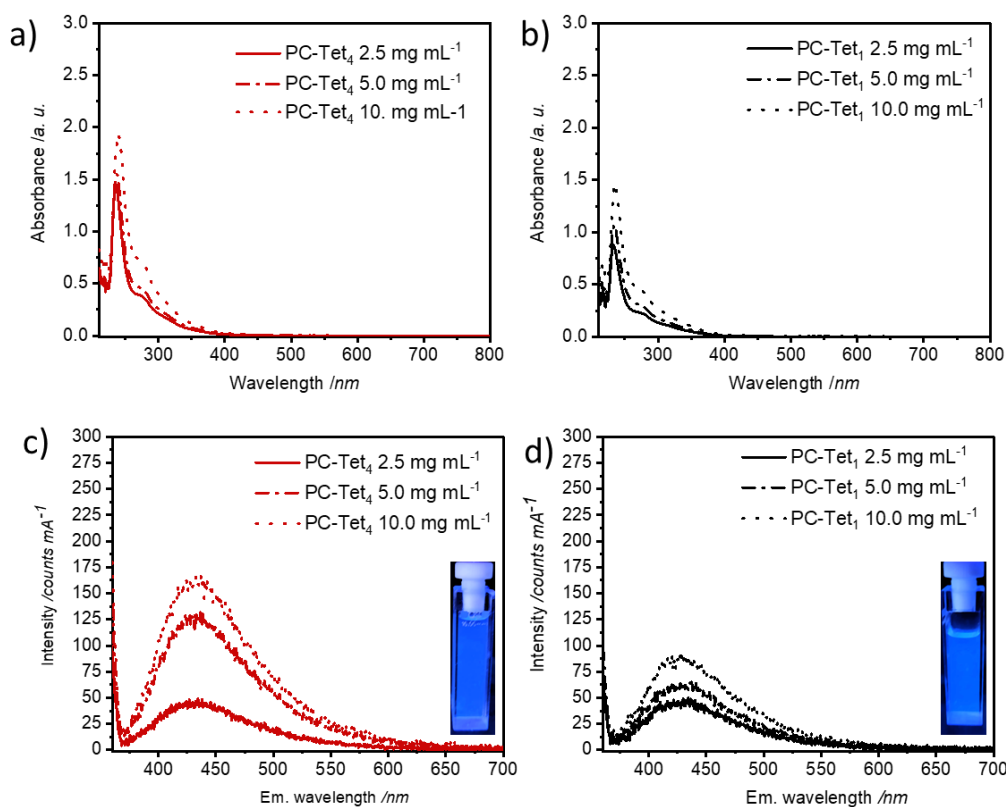 a)
3.0
2.5
2.0
1.5
1.0
0.5
0.0
Absorbance /a. u.
PC-Tet₄ 2.5 mg mL⁻¹
PC-Tet₄ 5.0 mg mL⁻¹
PC-Tet₄ 10. mg mL-1
300 400 500 600 700 800
Wavelength /nm
b)
3.0
2.5
2.0
1.5
1.0
0.5
0.0
Absorbance /a. u.
PC-Tet₁ 2.5 mg mL⁻¹
PC-Tet₁ 5.0 mg mL⁻¹
PC-Tet₁ 10.0 mg mL⁻¹
300 400 500 600 700 800
Wavelength /nm
c)
300
275
250
225
200
175
150
125
100
75
50
25
0
Intensity /counts mA⁻¹
PC-Tet₄ 2.5 mg mL⁻¹
PC-Tet₄ 5.0 mg mL⁻¹
PC-Tet₄ 10.0 mg mL⁻¹
400 450 500 550 600 650 700
Em. wavelength /nm
d)
300
275
250
225
200
175
150
125
100
75
50
25
0
Intensity /counts mA⁻¹
PC-Tet₁ 2.5 mg mL⁻¹
PC-Tet₁ 5.0 mg mL⁻¹
PC-Tet₁ 10.0 mg mL⁻¹
400 450 500 550 600 650 700
Em. wavelength /nm